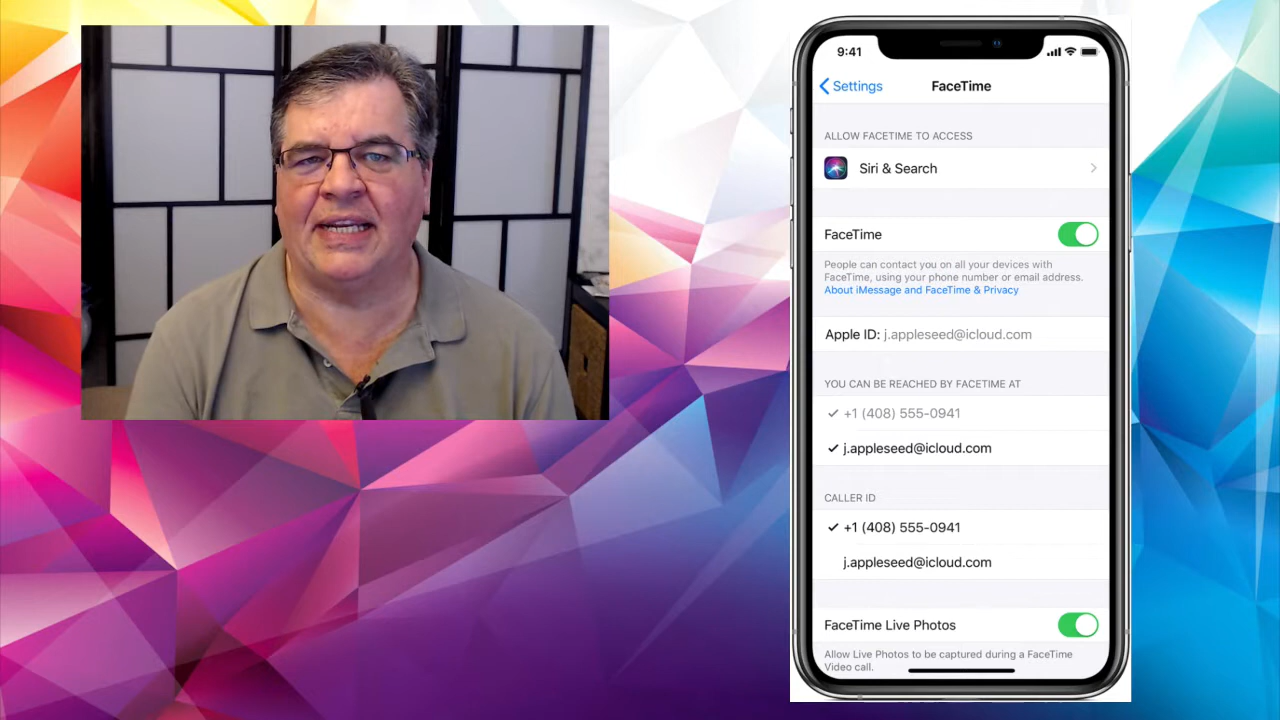 9:41
Settings
FaceTime
ALLOW FACETIME TO ACCESS
Siri & Search
FaceTime
People can contact you on all your devices with
FaceTime, using your phone number or email address.
About iMessage and FaceTime & Privacy
Apple ID: j.appleseed@icloud.com
YOU CAN BE REACHED BY FACETIME AT
+1 (408) 555-0941
j.appleseed@icloud.com
CALLER ID
+1 (408) 555-0941
j.appleseed@icloud.com
FaceTime Live Photos
Allow Live Photos to be captured during a FaceTime
Video call.